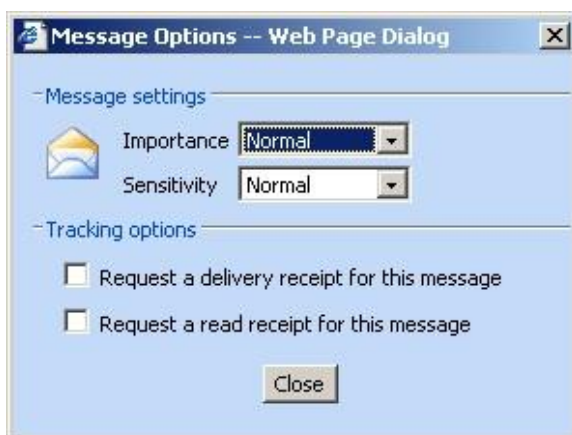 Message Options -- Web Page Dialog
Message settings
Importance Normal
Sensitivity Normal
Tracking options
Request a delivery receipt for this message
Request a read receipt for this message
Close